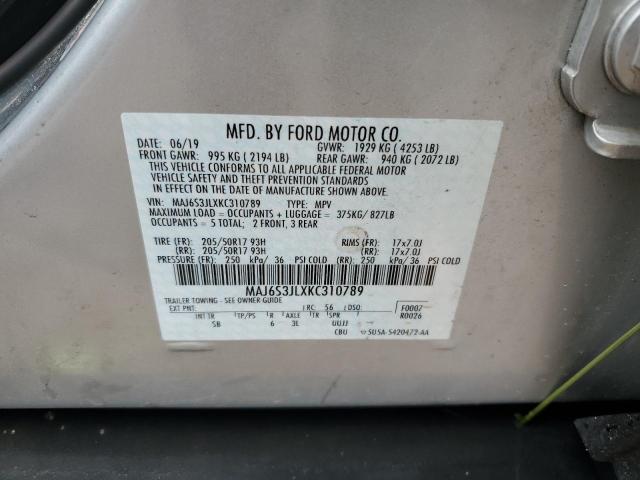 MFD. BY FORD MOTOR CO.
DATE: 06/19 GVWR: 1929 KG ( 4253 LB)
FRONT GAWR: 995 KG ( 2194 LB) REAR GAWR: 940 KG ( 2072 LB)
THIS VEHICLE CONFORMS TO ALL APPLICABLE FEDERAL MOTOR
VEHICLE SAFETY AND THEFT PREVENTION STANDARDS
IN EFFECT ON THE DATE OF MANUFACTURE SHOWN ABOVE.
VIN: MAJ6S3JLXKC310789 TYPE: MPV
MAXIMUM LOAD = OCCUPANTS + LUGGAGE = 375KG/ 827LB
OCCUPANTS = 5 TOTAL; 2 FRONT, 3 REAR
TIRE (FR): 205/50R17 93H RIMS (FR): 17x7.0J
(RR): 205/50R17 93H (RR): 17x7.0J
PRESSURE (FR): 250 kPa/ 36 PSI COLD (RR): 250 kPa/ 36 PSI COLD
MAJ6S3JLXKC310789
TRAILER TOWING - SEE OWNER GUIDE
EXT PNT: RC: 56 DSO: F0007
R0026
INT TR TP/PS R AXLE TR SPR
SB 6 3L UUJJ
CBU 5U5A-5420472-AA